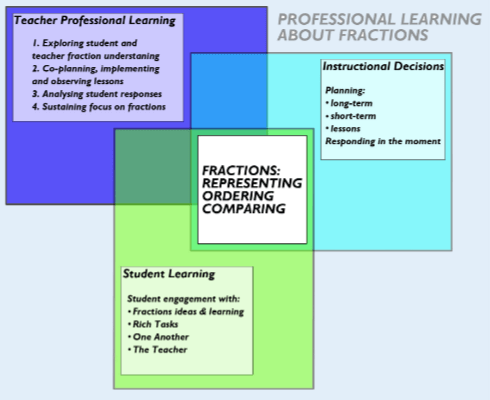 PROFESSIONAL LEARNING
ABOUT FRACTIONS
Teacher Professional Learning
1. Exploring student and
teacher fraction understaning
2. Co-planning, implementing
and observing lessons
3. Analysing student responses
4. Sustaining focus on fractions
Instructional Decisions
Planning:
• long-term
• short-term
• lessons
Responding in the moment
FRACTIONS:
REPRESENTING
ORDERING
COMPARING
Student Learning
Student engagement with:
• Fractions ideas & learning
• Rich Tasks
• One Another
• The Teacher